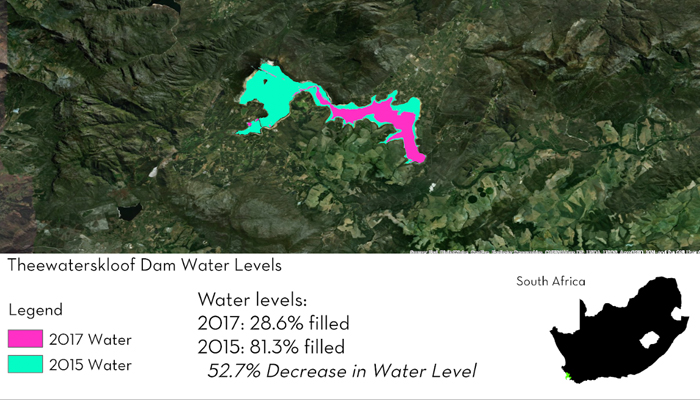 Theewaterskloof Dam Water Levels
Legend
2017 Water
2015 Water
Water levels:
2017: 28.6% filled
2015: 81.3% filled
52.7% Decrease in Water Level
South Africa